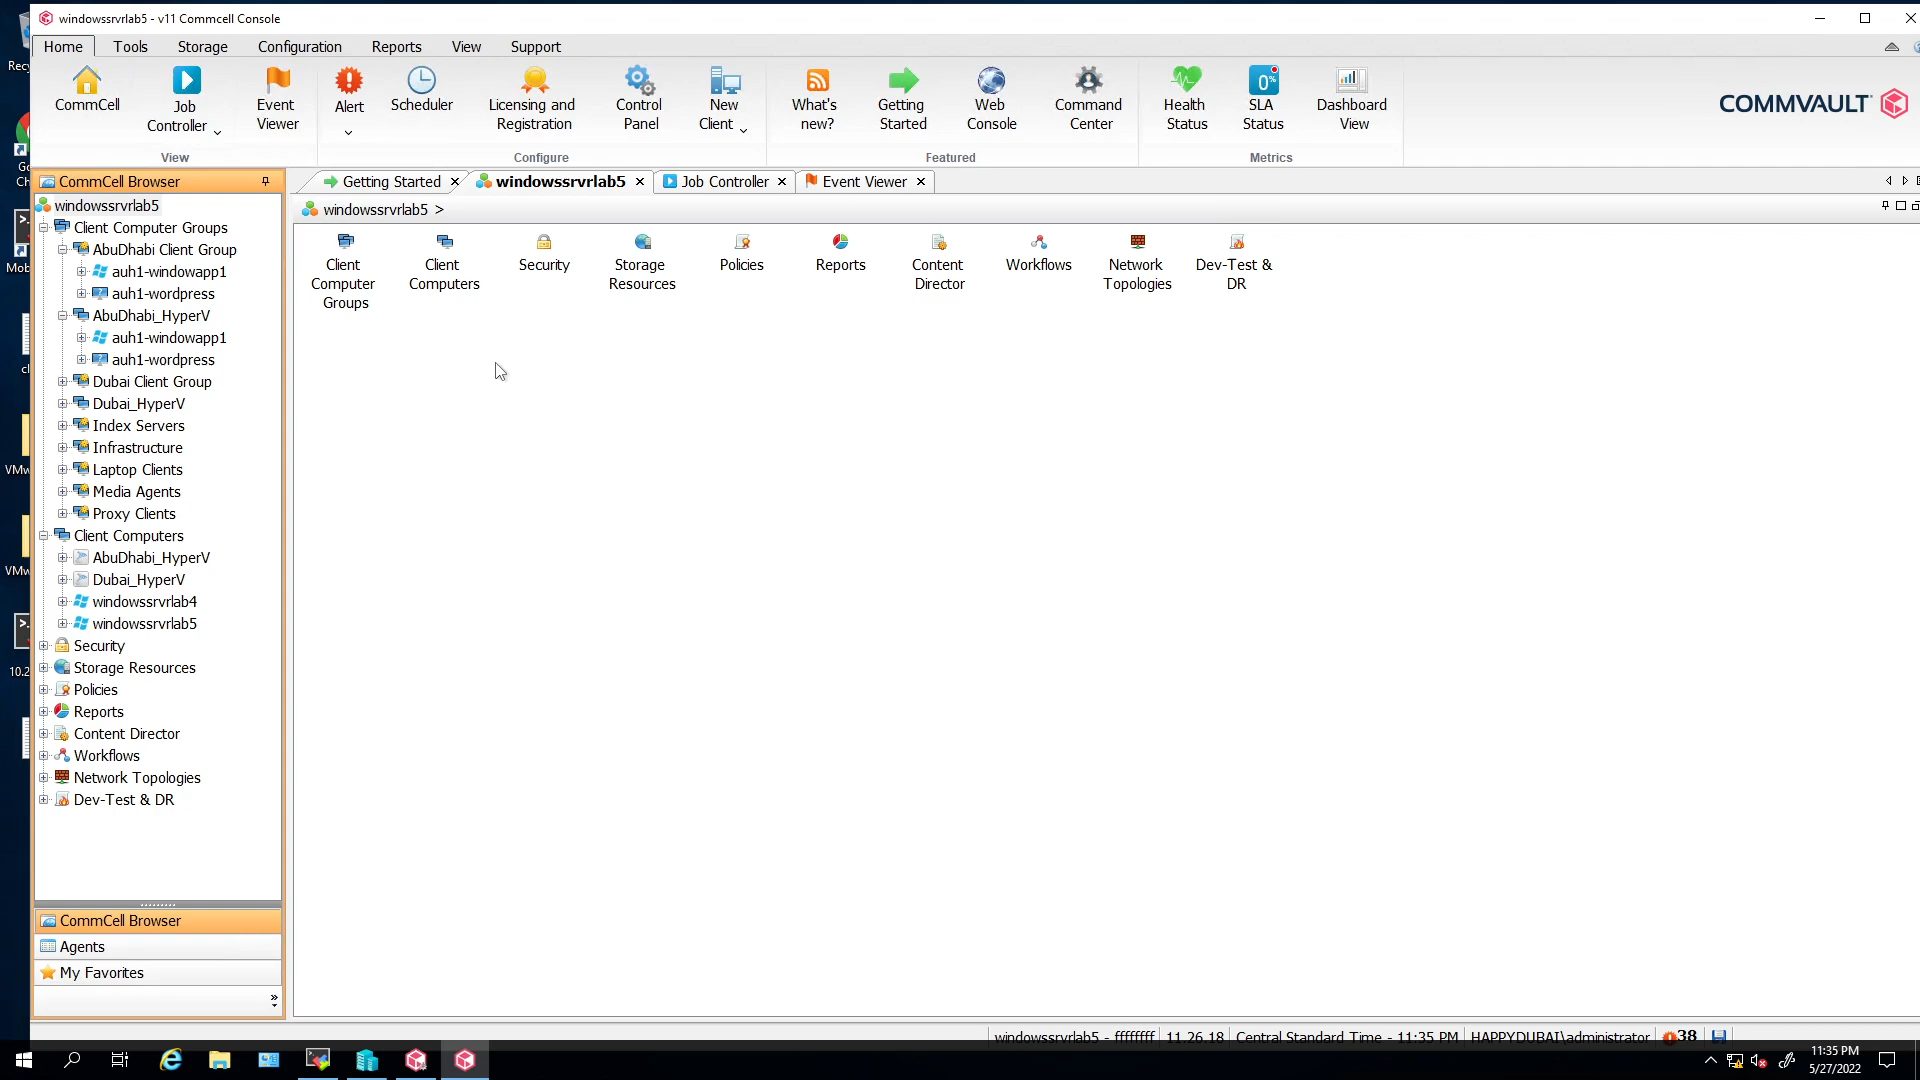 windowssrvrlab5 - v11 Commcell Console
Home Tools Storage Configuration Reports View Support
CommCell
Job Controller
Event Viewer
Alert
Scheduler
Licensing and Registration
Control Panel
New Client
What's new?
Getting Started
Web Console
Command Center
Health Status
0%
SLA Status
Dashboard View
View
Configure
Featured
Metrics
COMMVAULT
CommCell Browser
Getting Started
windowssrvrlab5
Job Controller
Event Viewer
windowssrvrlab5 >
windowssrvrlab5
Client Computer Groups
AbuDhabi Client Group
auh1-windowapp1
auh1-wordpress
AbuDhabi_HyperV
auh1-windowapp1
auh1-wordpress
Dubai Client Group
Dubai_HyperV
Index Servers
Infrastructure
Laptop Clients
Media Agents
Proxy Clients
Client Computers
AbuDhabi_HyperV
Dubai_HyperV
windowssrvrlab4
windowssrvrlab5
Security
Storage Resources
Policies
Reports
Content Director
Workflows
Network Topologies
Dev-Test & DR
Client Computer Groups
Client Computers
Security
Storage Resources
Policies
Reports
Content Director
Workflows
Network Topologies
Dev-Test & DR
CommCell Browser
Agents
My Favorites
windowssrvrlab5 - ffffffff 11.26.18 Central Standard Time - 11:35 PM HAPPYDUBAI\administrator 38
11:35 PM
5/27/2022